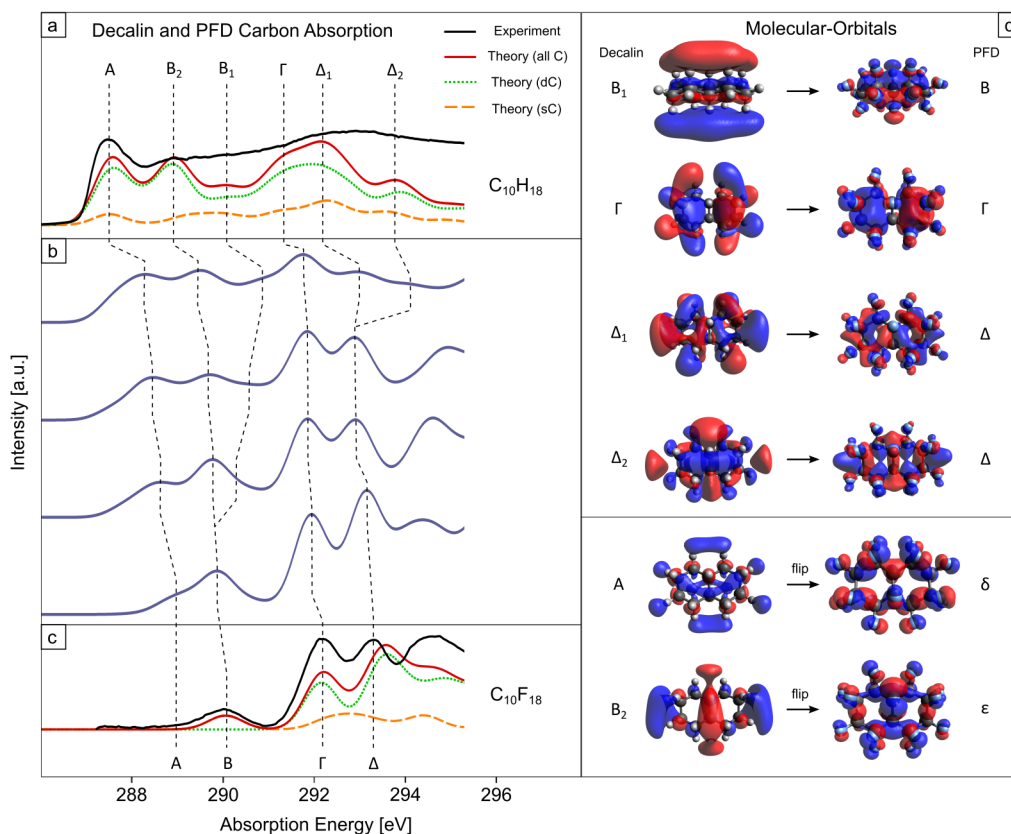 a
Decalin and PFD Carbon Absorption
Experiment
Theory (all C)
Theory (dC)
Theory (sC)
A B₂ B₁ Γ Δ₁ Δ₂
C₁₀H₁₈
b
Intensity [a.u.]
c
C₁₀F₁₈
A B Γ Δ
288 290 292 294 296
Absorption Energy [eV]
d
Molecular-Orbitals
Decalin PFD
B₁ B
Γ Γ
Δ₁ Δ
Δ₂ Δ
A flip δ
B₂ flip ε